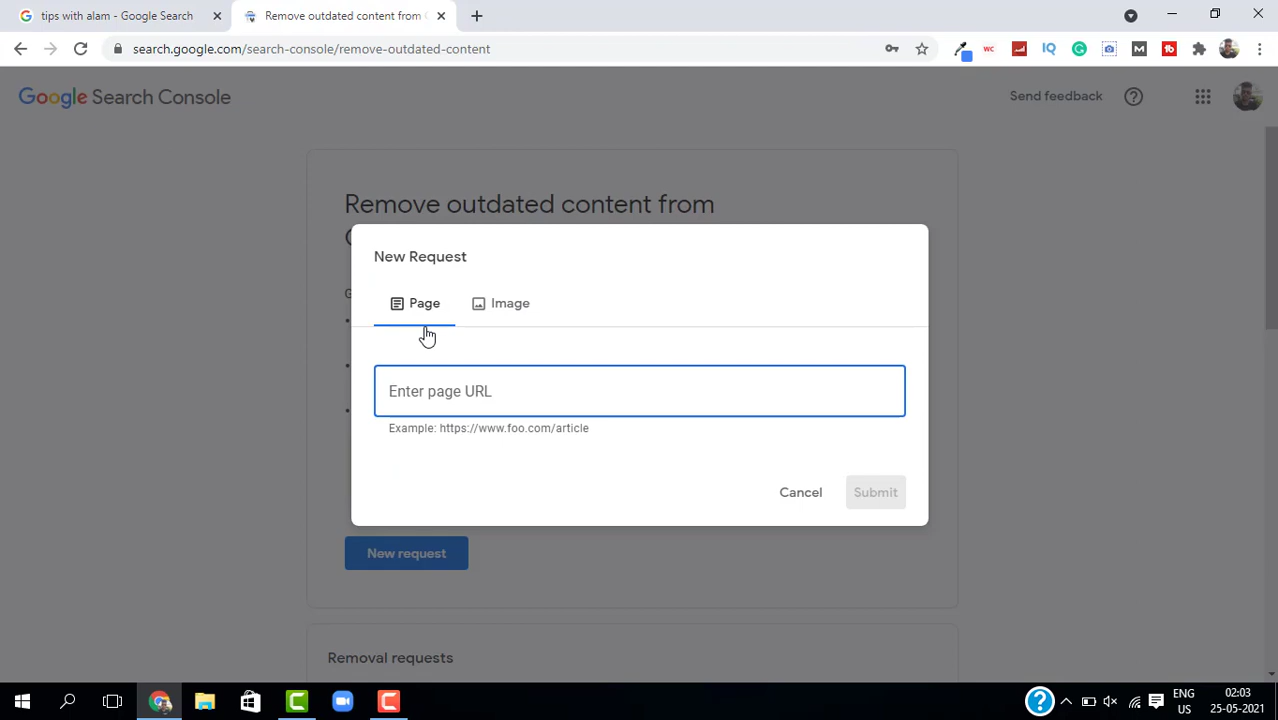 tips with alam - Google Search
Remove outdated content from
search.google.com/search-console/remove-outdated-content
WC
IQ
Google Search Console
Send feedback
Remove outdated content from
New Request
Page
Image
Enter page URL
Example: https://www.foo.com/article
Cancel
Submit
New request
Removal requests
ENG
US
02:03
25-05-2021